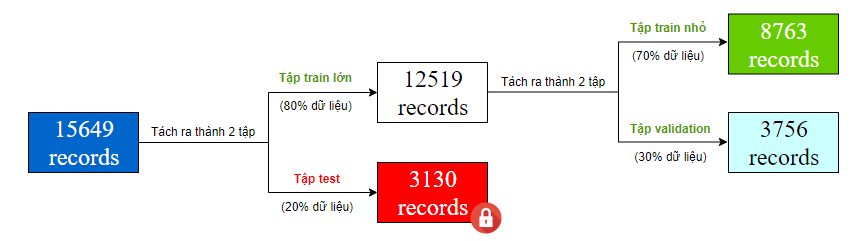 15649
records
Tách ra thành 2 tập
Tập train lớn
(80% dữ liệu)
12519
records
Tập test
(20% dữ liệu)
3130
records
Tách ra thành 2 tập
Tập train nhỏ
(70% dữ liệu)
8763
records
Tập validation
(30% dữ liệu)
3756
records